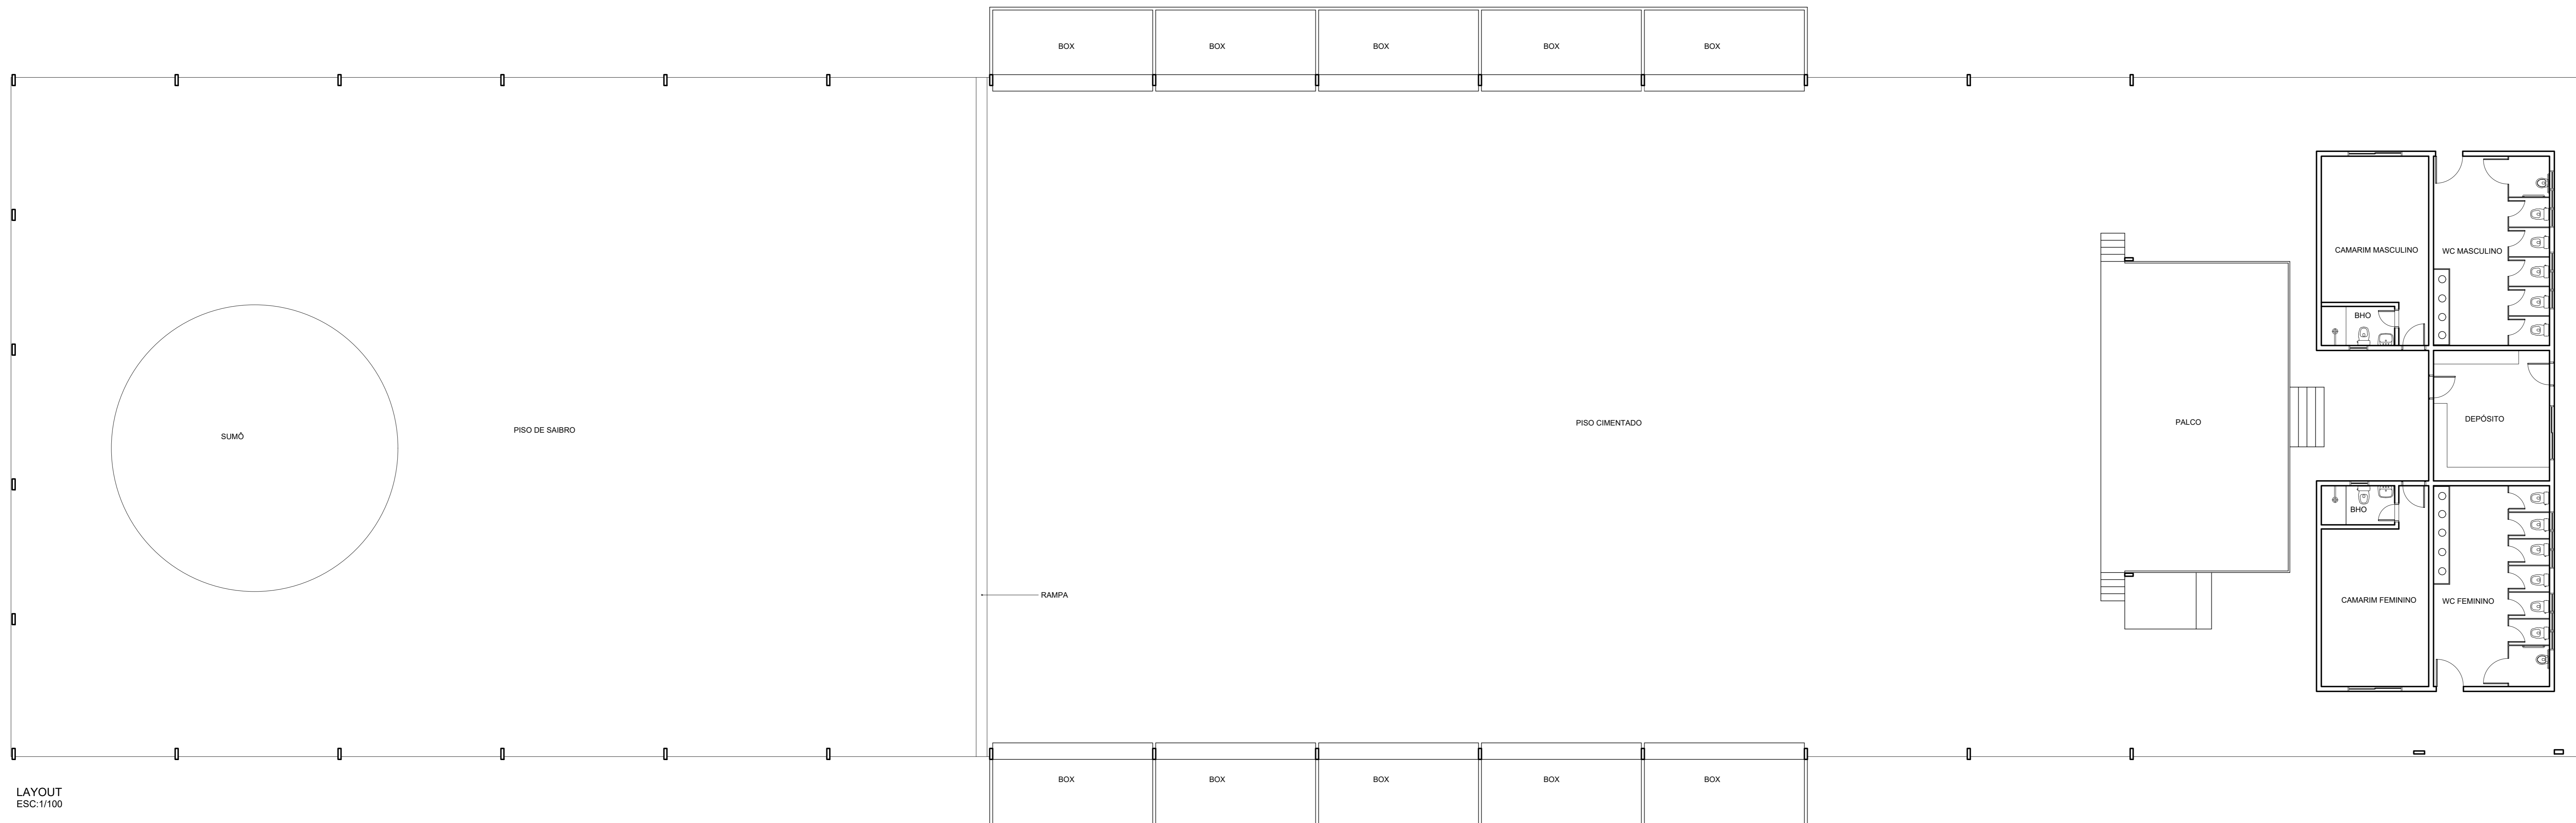 BOX
BOX
BOX
BOX
BOX
CAMARIM MASCULINO
WC MASCULINO
BHO
SUMÔ
PISO DE SAIBRO
PISO CIMENTADO
PALCO
DEPÓSITO
BHO
RAMPA
CAMARIM FEMININO
WC FEMININO
BOX
BOX
BOX
BOX
BOX
LAYOUT
ESC:1/100